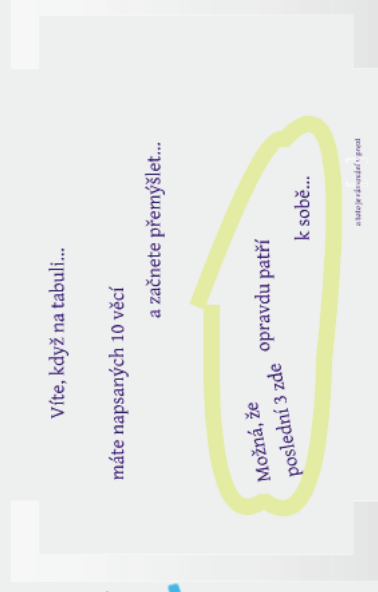 Víte, když na tabuli...
máte napsaných 10 věcí
a začnete přemýšlet...
Možná, že
poslední 3 zde
opravdu patří
k sobě...